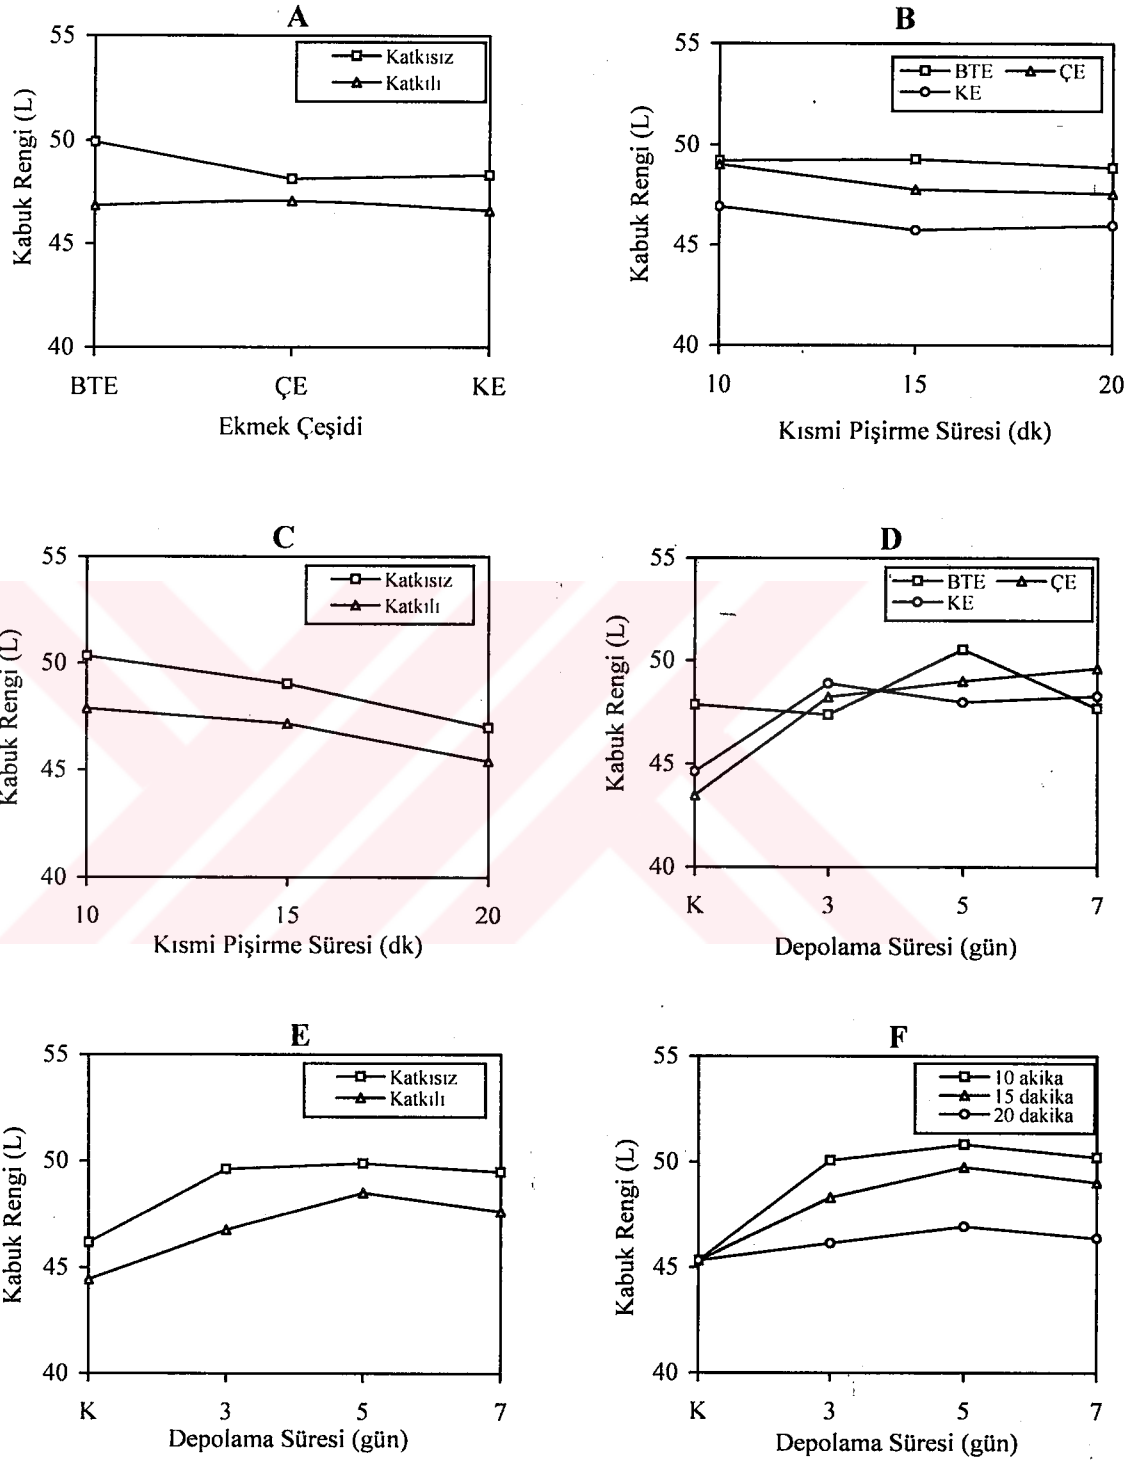 A
55
50
45
40
Kabuk Rengi (L)
Katkısız
Katkılı
BTE ÇE KE
Ekmek Çeşidi
B
55
50
45
40
Kabuk Rengi (L)
BTE ÇE
KE
10 15 20
Kısmi Pişirme Süresi (dk)
C
55
50
45
40
Kabuk Rengi (L)
Katkısız
Katkılı
10 15 20
Kısmi Pişirme Süresi (dk)
D
55
50
45
40
Kabuk Rengi (L)
BTE ÇE
KE
K 3 5 7
Depolama Süresi (gün)
E
55
50
45
40
Kabuk Rengi (L)
Katkısız
Katkılı
K 3 5 7
Depolama Süresi (gün)
F
55
50
45
40
Kabuk Rengi (L)
10 akika
15 dakika
20 dakika
K 3 5 7
Depolama Süresi (gün)